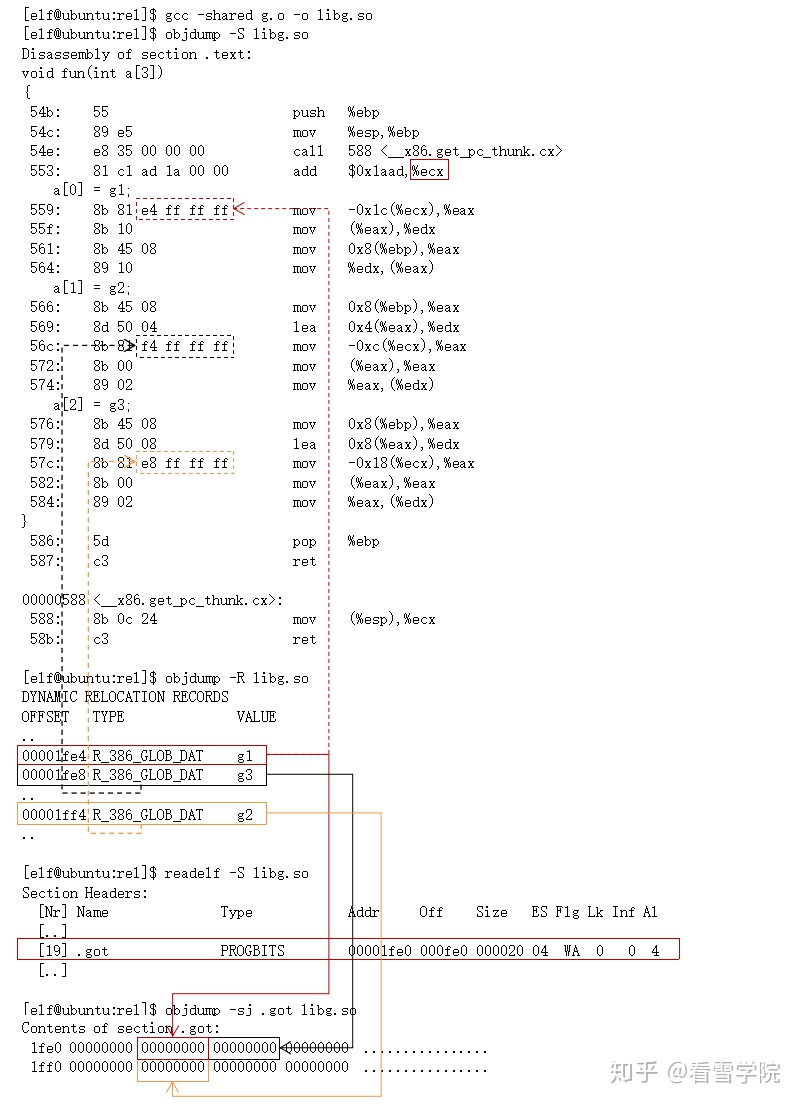 [elf@ubuntu:rel]$ gcc -shared g.o -o libg.so
[elf@ubuntu:rel]$ objdump -S libg.so
Disassembly of section .text:
void fun(int a[3])
{
54b: 55 push %ebp
54c: 89 e5 mov %esp,%ebp
54e: e8 35 00 00 00 call 588 <__x86.get_pc_thunk.cx>
553: 81 c1 ad 1a 00 00 add $0x1aad,%ecx
a[0] = g1;
559: 8b 81 e4 ff ff ff mov -0x1c(%ecx),%eax
55f: 8b 10 mov (%eax),%edx
561: 8b 45 08 mov 0x8(%ebp),%eax
564: 89 10 mov %edx,(%eax)
a[1] = g2;
566: 8b 45 08 mov 0x8(%ebp),%eax
569: 8d 50 04 lea 0x4(%eax),%edx
56c: 8b 81 f4 ff ff ff mov -0xc(%ecx),%eax
572: 8b 00 mov (%eax),%eax
574: 89 02 mov %eax,(%edx)
a[2] = g3;
576: 8b 45 08 mov 0x8(%ebp),%eax
579: 8d 50 08 lea 0x8(%eax),%edx
57c: 8b 81 e8 ff ff ff mov -0x18(%ecx),%eax
582: 8b 00 mov (%eax),%eax
584: 89 02 mov %eax,(%edx)
}
586: 5d pop %ebp
587: c3 ret
00000588 <__x86.get_pc_thunk.cx>:
588: 8b 0c 24 mov (%esp),%ecx
58b: c3 ret
[elf@ubuntu:rel]$ objdump -R libg.so
DYNAMIC RELOCATION RECORDS
OFFSET TYPE VALUE
..
00001fe4 R_386_GLOB_DAT g1
00001fe8 R_386_GLOB_DAT g3
..
00001ff4 R_386_GLOB_DAT g2
..
[elf@ubuntu:rel]$ readelf -S libg.so
Section Headers:
[Nr] Name Type Addr Off Size ES Flg Lk Inf Al
[..]
[19] .got PROGBITS 00001fe0 000fe0 000020 04 WA 0 0 4
[..]
[elf@ubuntu:rel]$ objdump -sj .got libg.so
Contents of section .got:
1fe0 00000000 00000000 00000000 00000000 ................
1ff0 00000000 00000000 00000000 00000000 ................
知乎 @看雪学院